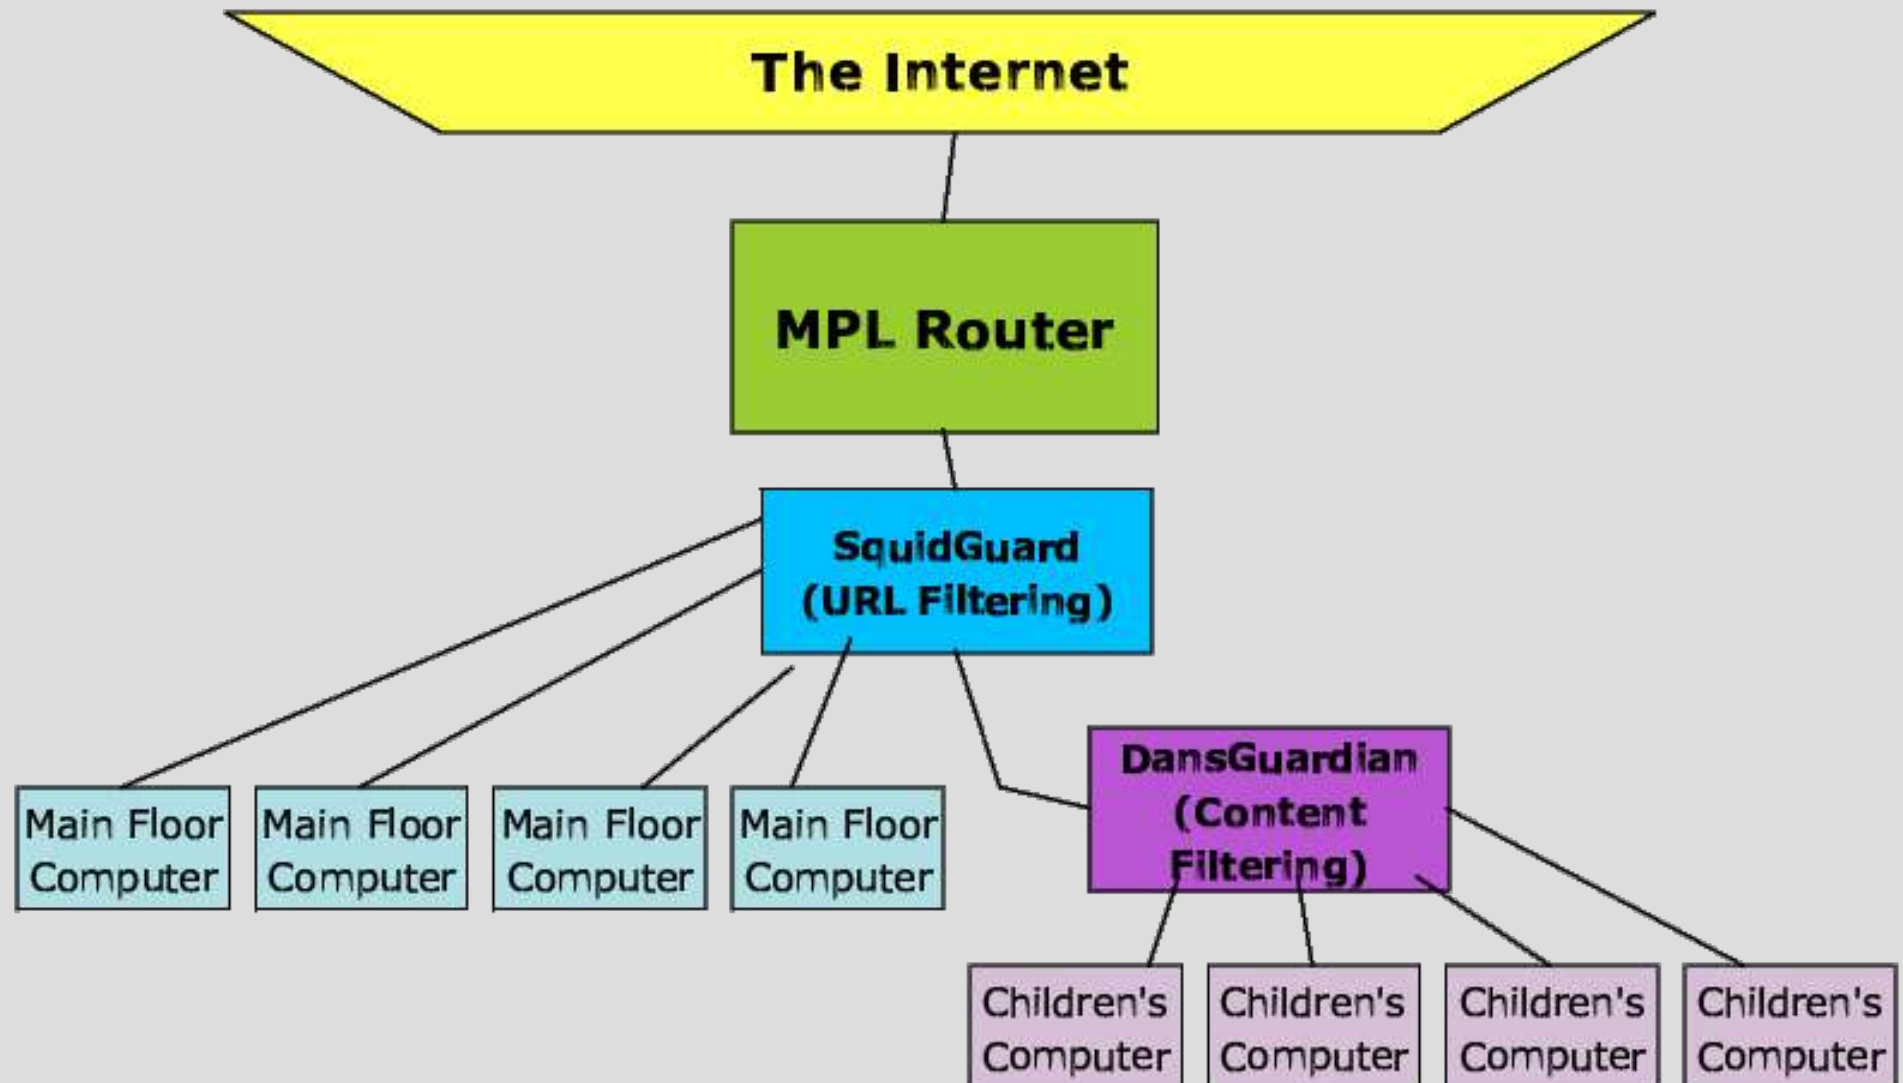 The Internet
MPL Router
SquidGuard
(URL Filtering)
Main Floor
Computer
Main Floor
Computer
Main Floor
Computer
Main Floor
Computer
DansGuardian
(Content
Filtering)
Children's
Computer
Children's
Computer
Children's
Computer
Children's
Computer